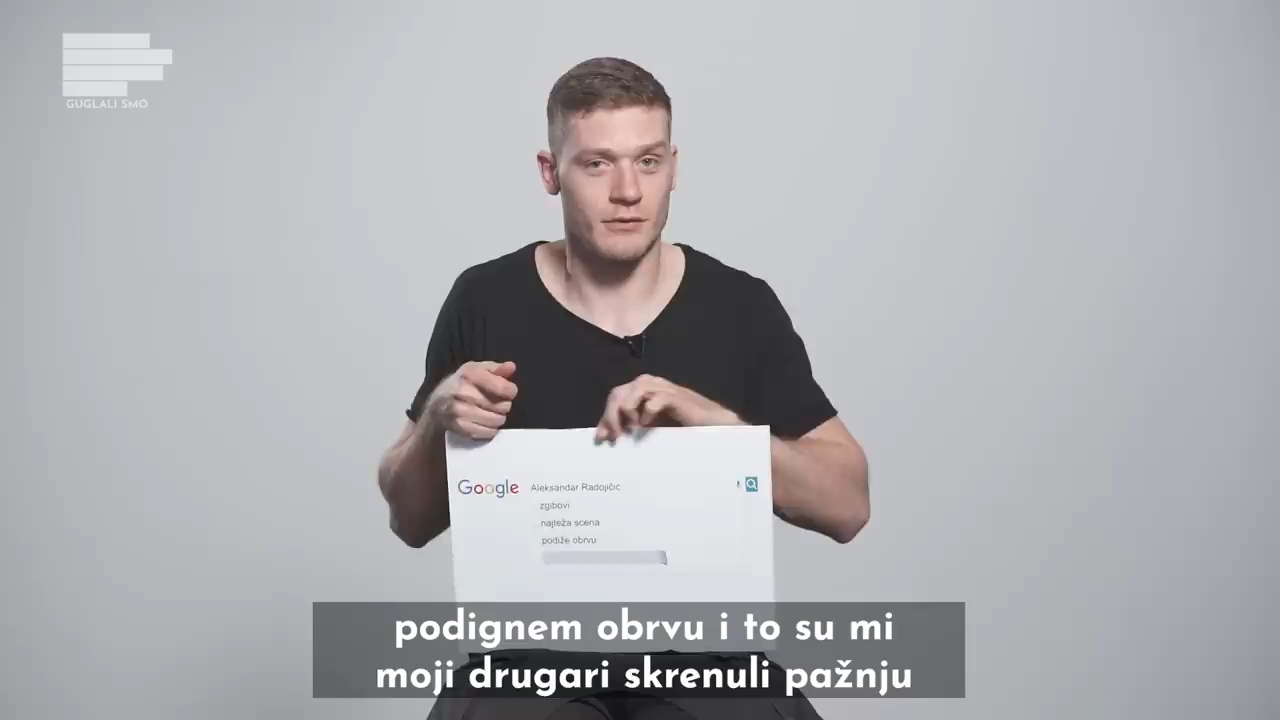 GUGLALI SMO
Google Aleksandar Radojičić
zgibovi
najteža scena
podiže obrvu
podignem obrvu i to su mi
moji drugari skrenuli pažnju